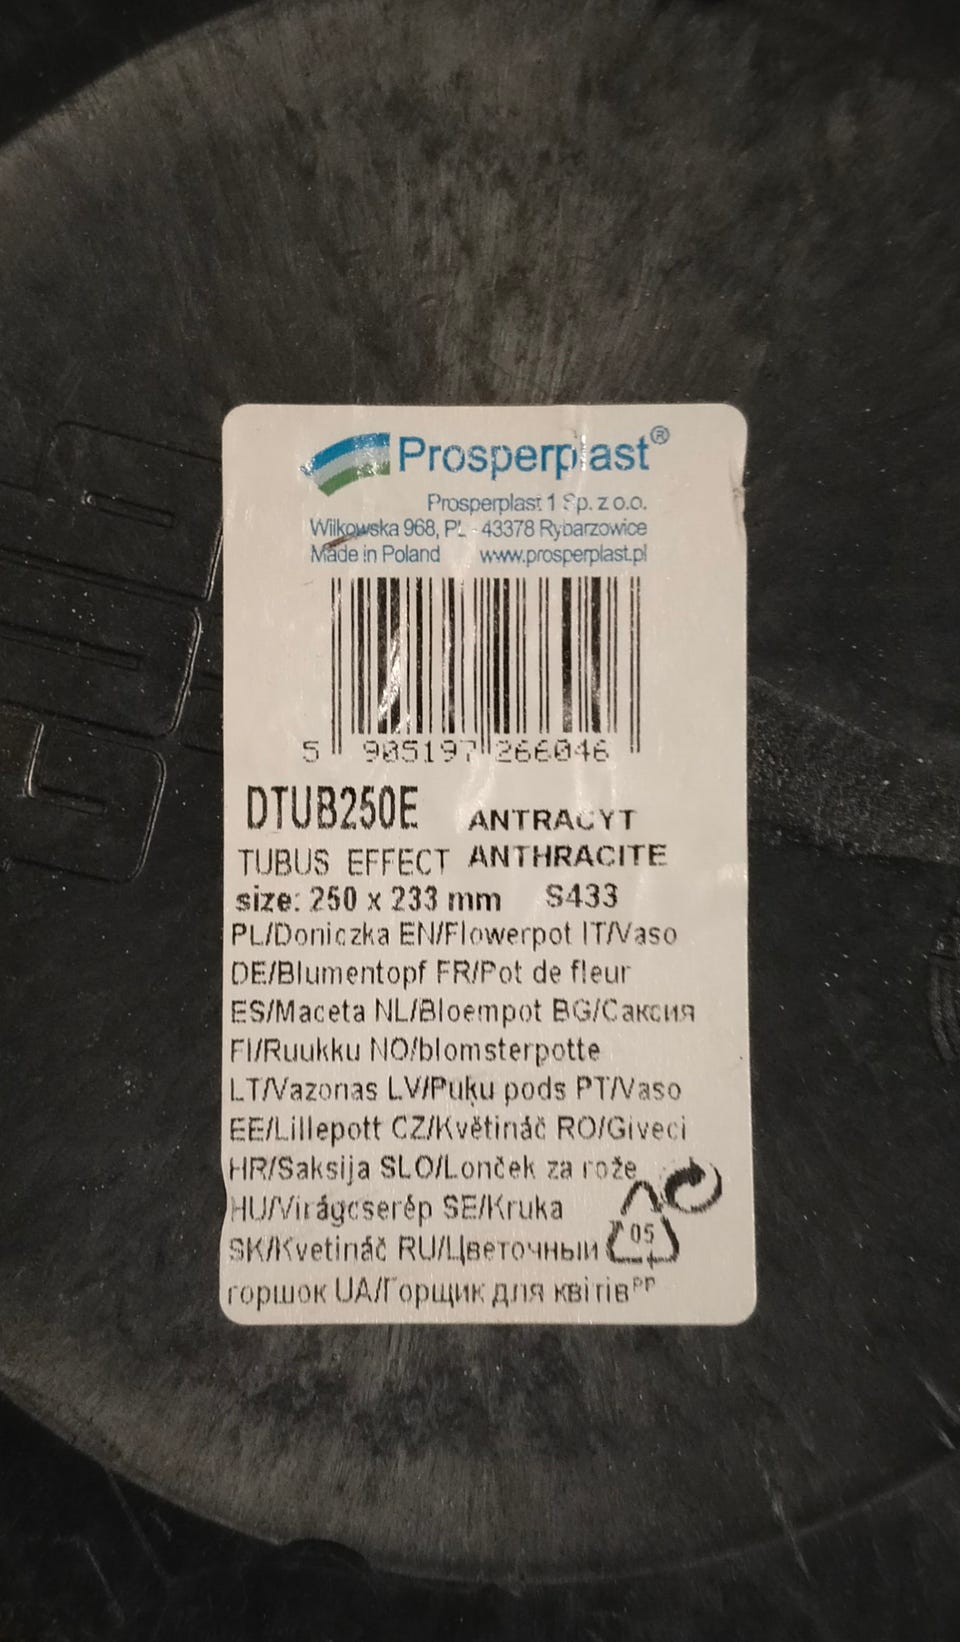 Prosperplast®
Prosperplast 1 Sp. z o.o.
Wilkowska 968, PL - 43378 Rybarzowice
Made in Poland www.prosperplast.pl
5 905197 266046
DTUB250E ANTRACYT
TUBUS EFFECT ANTHRACITE
size: 250 x 233 mm S433
PL/Doniczka EN/Flowerpot IT/Vaso
DE/Blumentopf FR/Pot de fleur
ES/Maceta NL/Bloempot BG/Саксия
FI/Ruukku NO/blomsterpotte
LT/Vazonas LV/Puķu pods PT/Vaso
EE/Lillepott CZ/Květináč RO/Giveci
HR/Saksija SLO/Lonček za rože
HU/Virágcserép SE/Kruka
SK/Kvetináč RU/Цветочный
05
горшок UA/Горщик для квітів PP